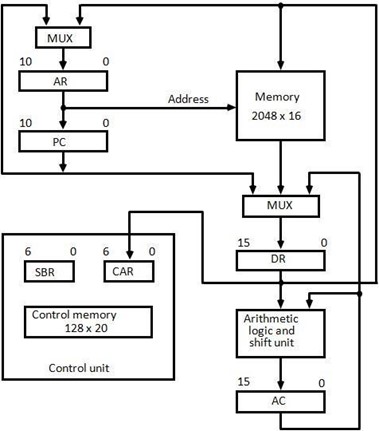 MUX
10 0
AR
Address
Memory
2048 x 16
10 0
PC
MUX
15 0
DR
6 0 6 0
SBR CAR
Control memory
128 x 20
Control unit
Arithmetic
logic and
shift unit
15 0
AC